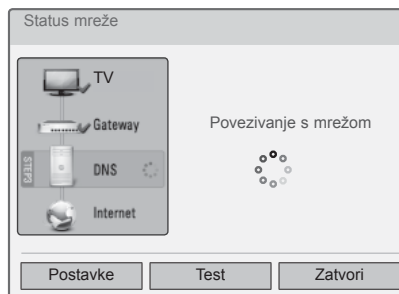 Status mreže
TV
Gateway
Povezivanje s mrežom
STEP3
DNS
Internet
Postavke
Test
Zatvori